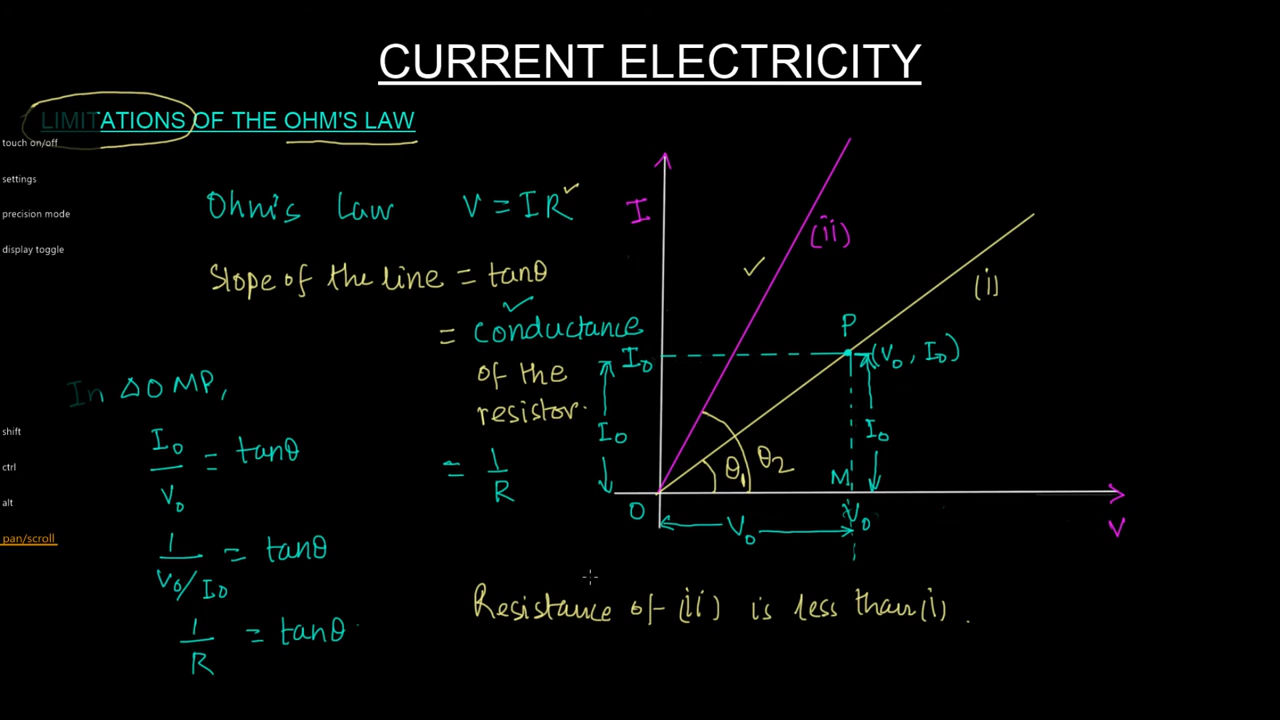 CURRENT ELECTRICITY
LIMITATIONS OF THE OHM'S LAW
touch on/off
settings
precision mode
display toggle
shift
ctrl
alt
pan/scroll
Ohm's Law V = IR
Slope of the line = tanθ
= conductance
of the
resistor.
= 1/R
In ΔOMP,
I₀/V₀ = tanθ
1/V₀/I₀ = tanθ
1/R = tanθ
I
(ii)
(i)
P
I₀
(V₀, I₀)
I₀
I₀
θ₁
θ₂
M
O
V₀
V₀
V
Resistance of (ii) is less than (i).